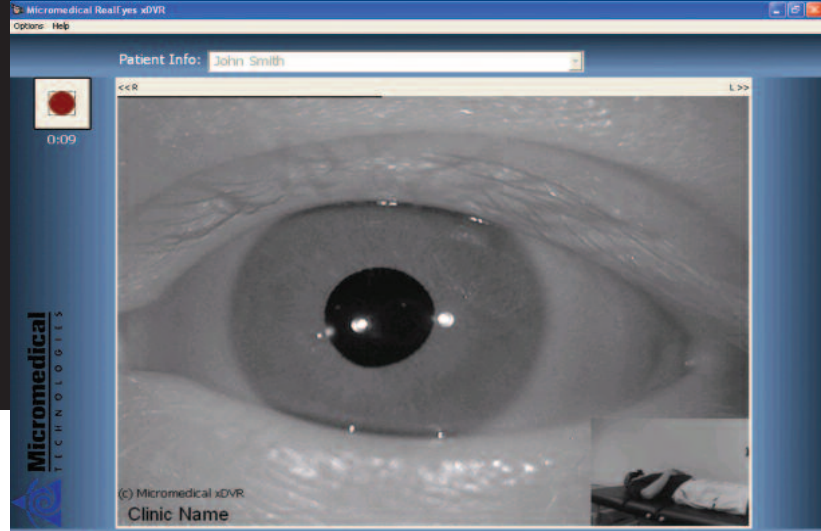 Micromedical RealEyes xDVR
Options Help
Patient Info: John Smith
<<R L>>
0:09
Micromedical
TECHNOLOGIES
(c) Micromedical xDVR
Clinic Name